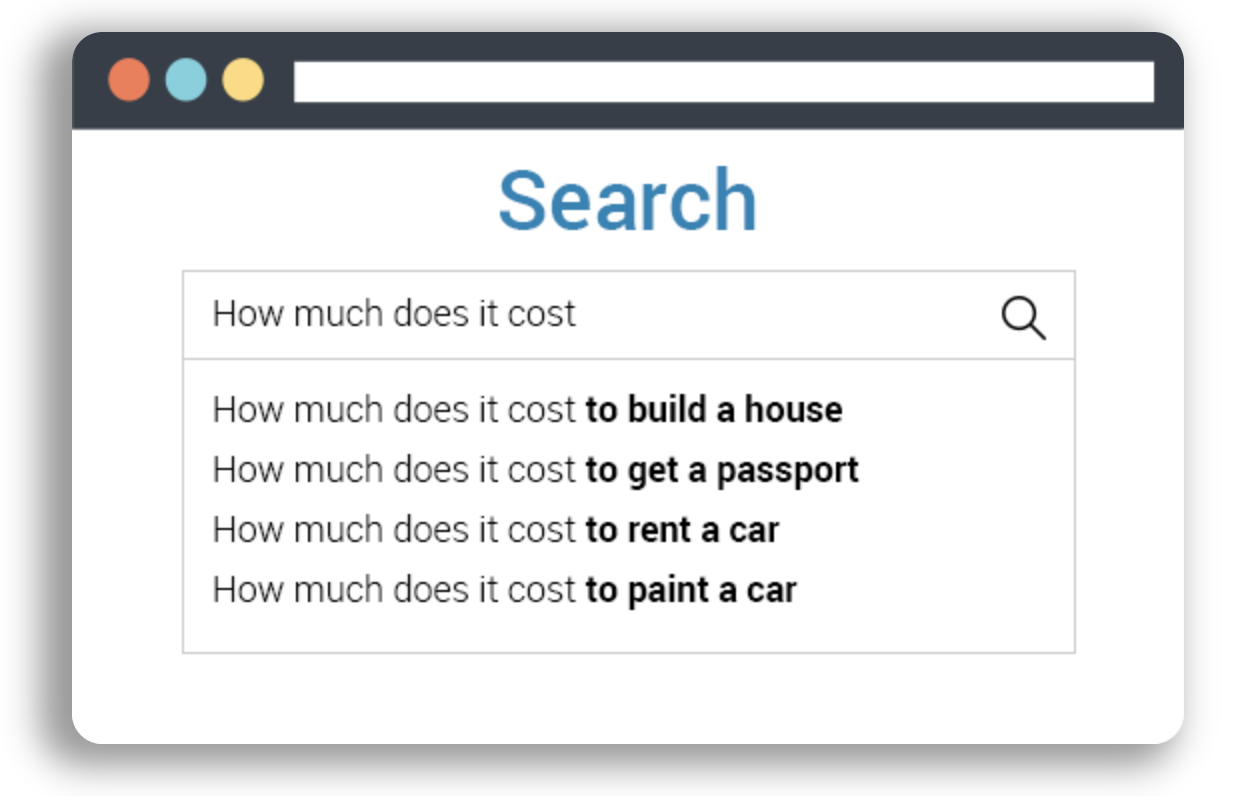 Search
How much does it cost
How much does it cost to build a house
How much does it cost to get a passport
How much does it cost to rent a car
How much does it cost to paint a car